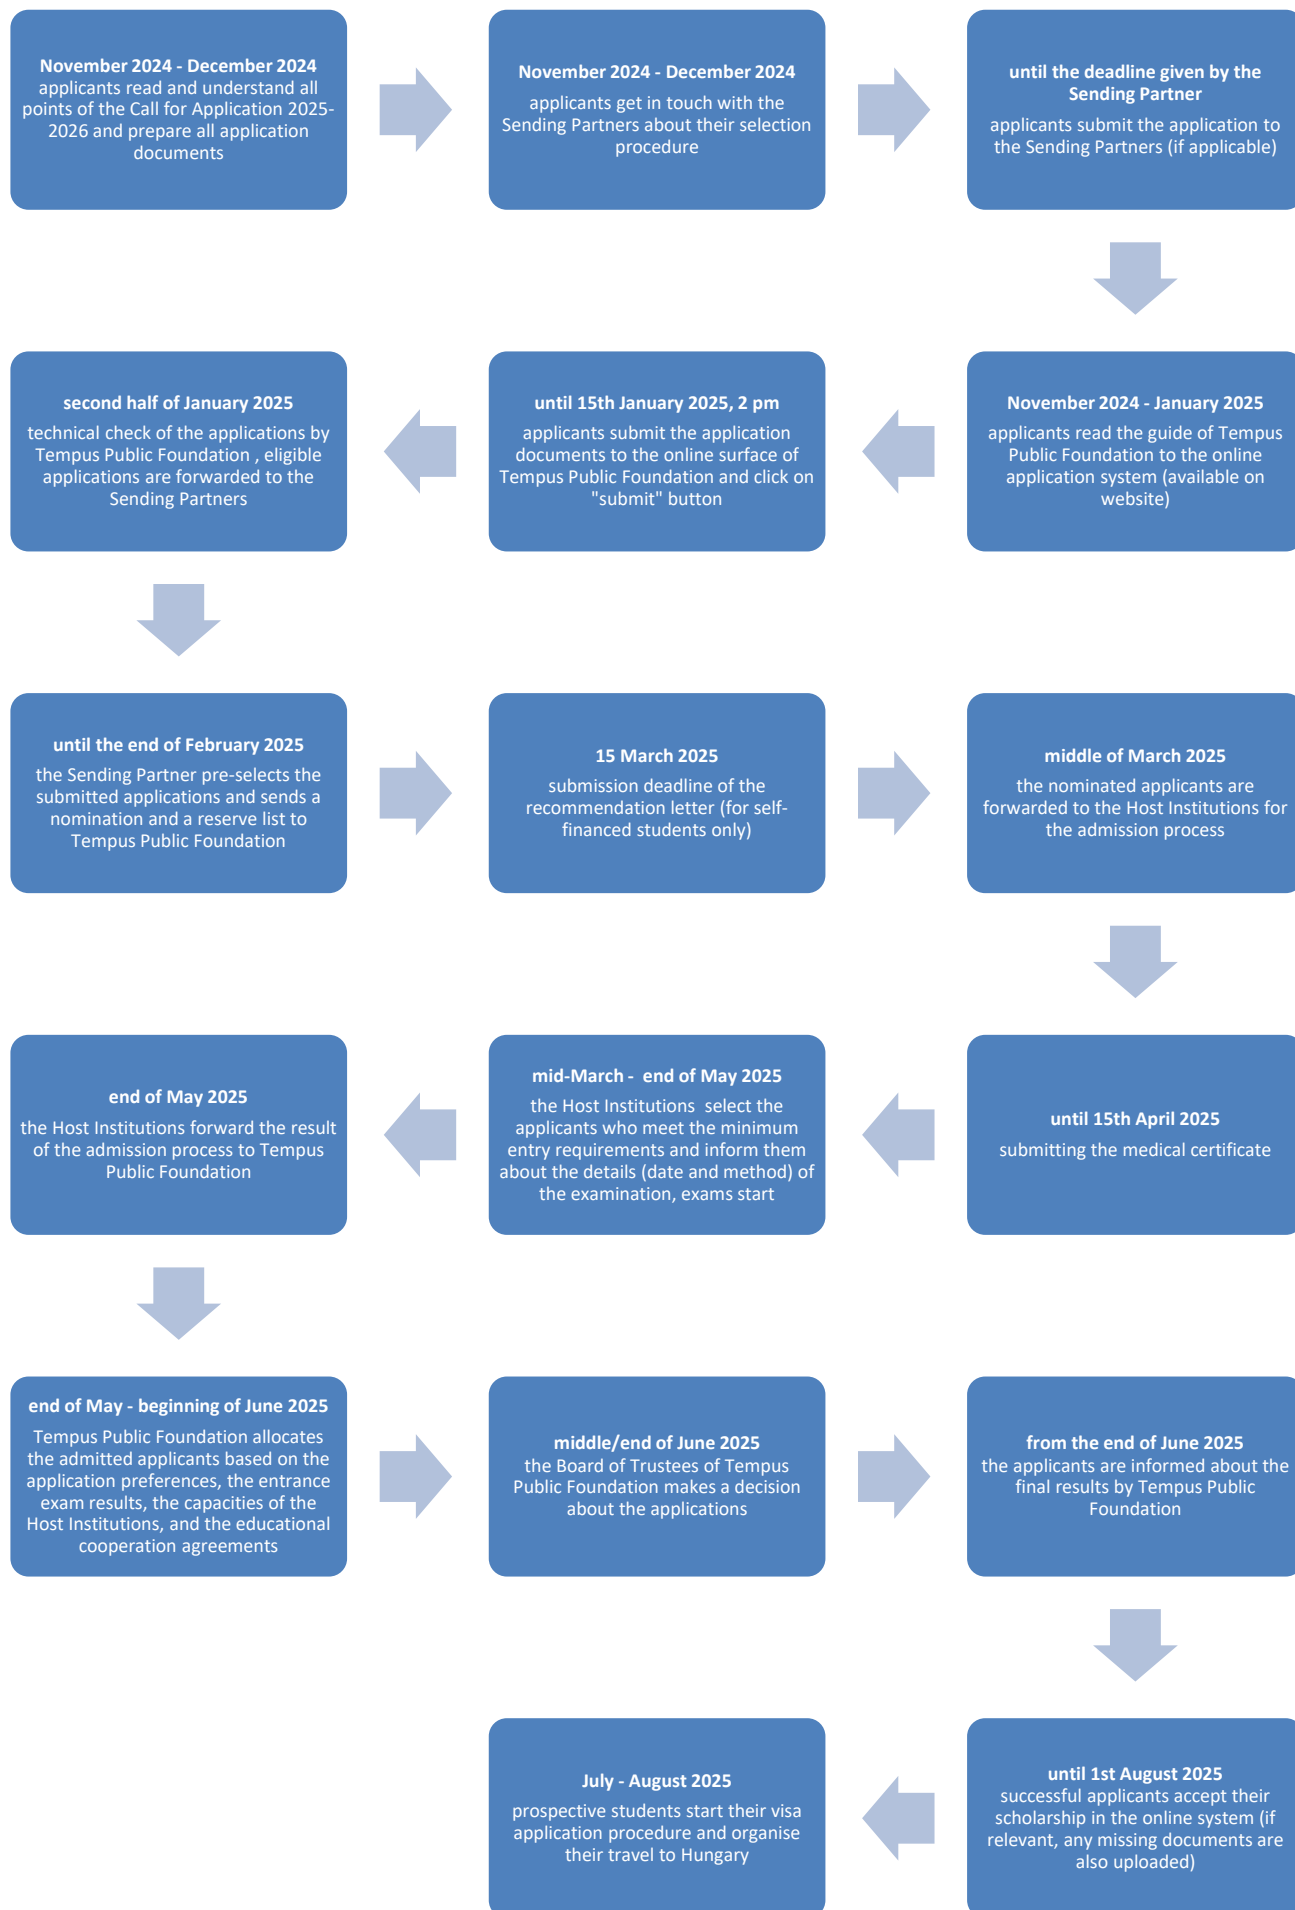 November 2024 - December 2024
applicants read and understand all
points of the Call for Application 2025-
2026 and prepare all application
documents
November 2024 - December 2024
applicants get in touch with the
Sending Partners about their selection
procedure
until the deadline given by the
Sending Partner
applicants submit the application to
the Sending Partners (if applicable)
November 2024 - January 2025
applicants read the guide of Tempus
Public Foundation to the online
application system (available on
website)
until 15th January 2025, 2 pm
applicants submit the application
documents to the online surface of
Tempus Public Foundation and click on
"submit" button
second half of January 2025
technical check of the applications by
Tempus Public Foundation , eligible
applications are forwarded to the
Sending Partners
until the end of February 2025
the Sending Partner pre-selects the
submitted applications and sends a
nomination and a reserve list to
Tempus Public Foundation
15 March 2025
submission deadline of the
recommendation letter (for self-
financed students only)
middle of March 2025
the nominated applicants are
forwarded to the Host Institutions for
the admission process
until 15th April 2025
submitting the medical certificate
mid-March -  end of May 2025
the Host Institutions  select the
applicants who meet the minimum
entry requirements and inform them
about the details (date and method) of
the examination, exams start
end of May 2025
the Host Institutions forward the result
of the admission process to Tempus
Public Foundation
end of May - beginning of June 2025
Tempus Public Foundation allocates
the admitted applicants based on the
application preferences, the entrance
exam results, the capacities of the
Host Institutions, and the educational
cooperation agreements
middle/end of June 2025
the Board of Trustees of Tempus
Public Foundation makes a decision
about the applications
from the end of June 2025
the applicants are informed about the
final results by Tempus Public
Foundation
until 1st August 2025
successful applicants accept their
scholarship in the online system (if
relevant, any missing documents are
also uploaded)
July - August 2025
prospective students start their visa
application procedure and organise
their travel to Hungary